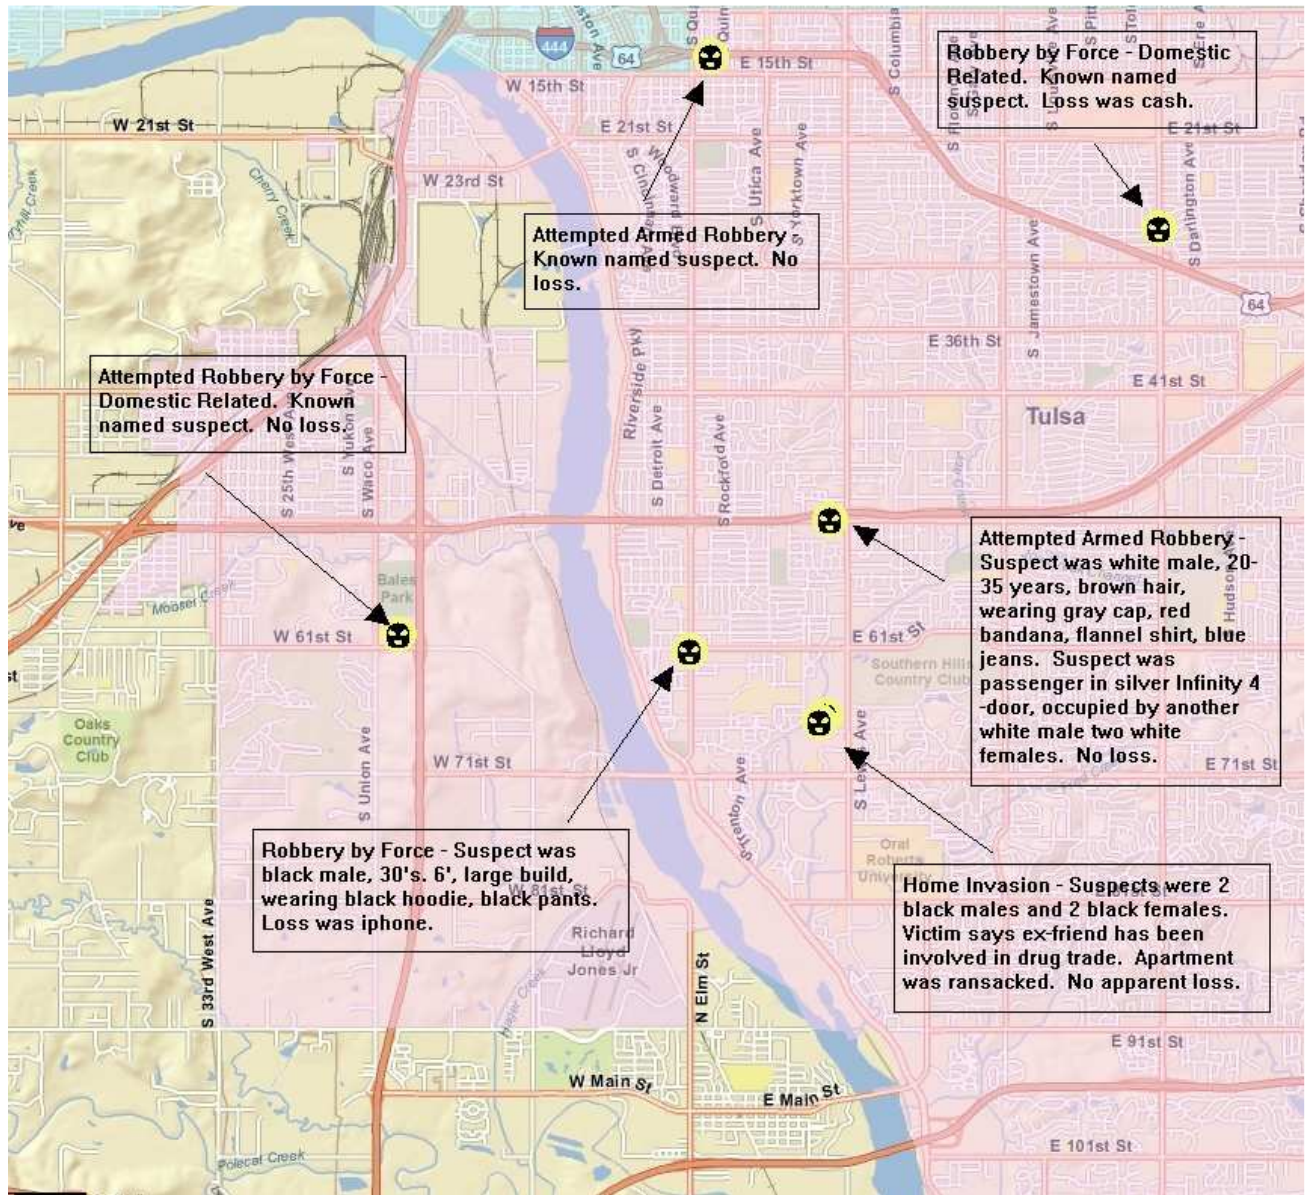 444
64
E 15th St
S Columbia
W 15th St
W 21st St
E 21st St
Robbery by Force - Domestic
Related. Known named
suspect. Loss was cash.
E 21st St
Cherry Creek
W 23rd St
S Utica Ave
S Yorktown Ave
S Darlington Ave
Attempted Armed Robbery -
Known named suspect. No
loss.
64
S Jamestown Ave
E 36th St
Riverside Pky
Attempted Robbery by Force -
Domestic Related. Known
named suspect. No loss.
E 41st St
Tulsa
S 25th West Ave
S Yukon Ave
S Waco Ave
S Detroit Ave
S Rockford Ave
Attempted Armed Robbery -
Suspect was white male, 20-
35 years, brown hair,
wearing gray cap, red
bandana, flannel shirt, blue
jeans. Suspect was
passenger in silver Infinity 4
-door, occupied by another
white male two white
females. No loss.
Bales
Park
Mooser Creek
W 61st St
E 61st St
Southern Hills
Country Club
Oaks
Country
Club
S Union Ave
W 71st St
E 71st St
S Trenton Ave
Robbery by Force - Suspect was
black male, 30's. 6', large build,
wearing black hoodie, black pants.
Loss was iphone.
W 81st St
Oral
Roberts
University
Home Invasion - Suspects were 2
black males and 2 black females.
Victim says ex-friend has been
involved in drug trade. Apartment
was ransacked. No apparent loss.
S 33rd West Ave
Richard
Lloyd
Jones Jr
Hager Creek
N Elm St
E 91st St
W Main St
E Main St
E 101st St
Polecat Creek